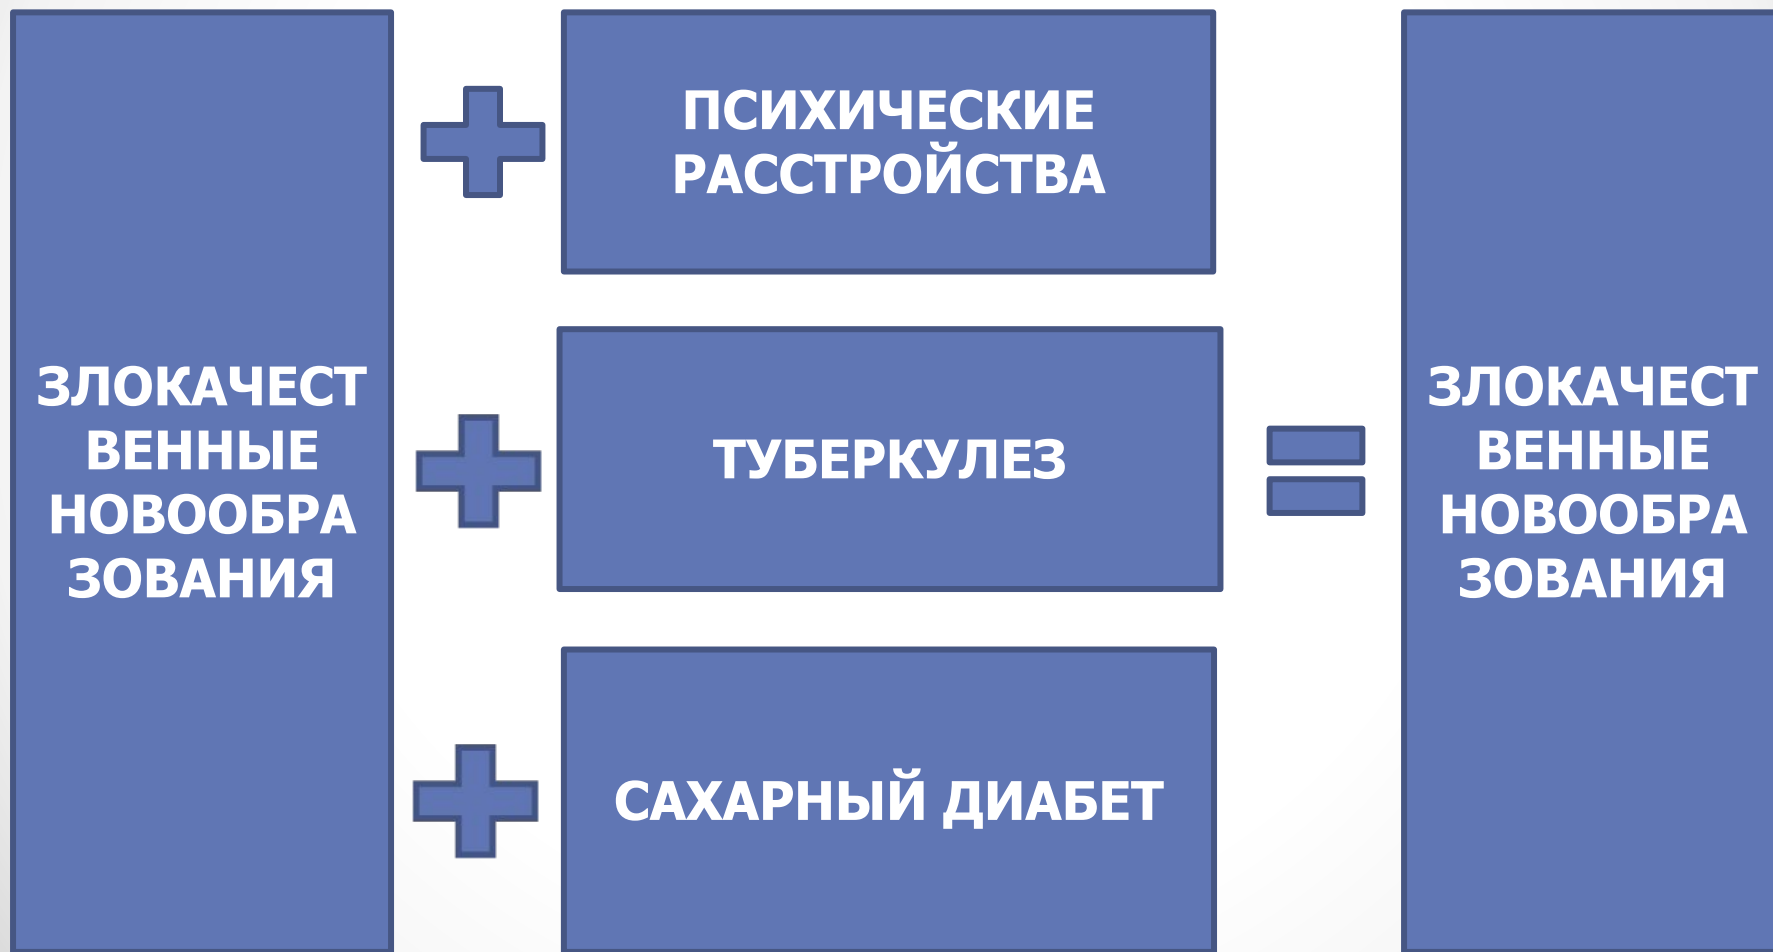 ЗЛОКАЧЕСТ
ВЕННЫЕ
НОВООБРА
ЗОВАНИЯ
ПСИХИЧЕСКИЕ
РАССТРОЙСТВА
ТУБЕРКУЛЕЗ
САХАРНЫЙ ДИАБЕТ
ЗЛОКАЧЕСТ
ВЕННЫЕ
НОВООБРА
ЗОВАНИЯ